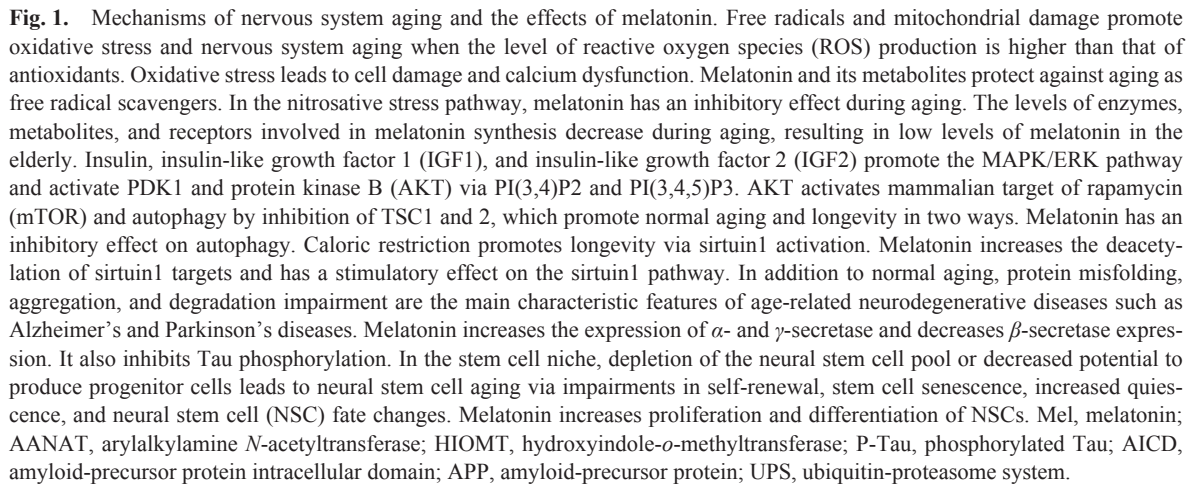 Fig. 1. Mechanisms of nervous system aging and the effects of melatonin. Free radicals and mitochondrial damage promote
oxidative stress and nervous system aging when the level of reactive oxygen species (ROS) production is higher than that of
antioxidants. Oxidative stress leads to cell damage and calcium dysfunction. Melatonin and its metabolites protect against aging as
free radical scavengers. In the nitrosative stress pathway, melatonin has an inhibitory effect during aging. The levels of enzymes,
metabolites, and receptors involved in melatonin synthesis decrease during aging, resulting in low levels of melatonin in the
elderly. Insulin, insulin-like growth factor 1 (IGF1), and insulin-like growth factor 2 (IGF2) promote the MAPK/ERK pathway
and activate PDK1 and protein kinase B (AKT) via PI(3,4)P2 and PI(3,4,5)P3. AKT activates mammalian target of rapamycin
(mTOR) and autophagy by inhibition of TSC1 and 2, which promote normal aging and longevity in two ways. Melatonin has an
inhibitory effect on autophagy. Caloric restriction promotes longevity via sirtuin1 activation. Melatonin increases the deacety-
lation of sirtuin1 targets and has a stimulatory effect on the sirtuin1 pathway. In addition to normal aging, protein misfolding,
aggregation, and degradation impairment are the main characteristic features of age-related neurodegenerative diseases such as
Alzheimer's and Parkinson's diseases. Melatonin increases the expression of α- and γ-secretase and decreases β-secretase expres-
sion. It also inhibits Tau phosphorylation. In the stem cell niche, depletion of the neural stem cell pool or decreased potential to
produce progenitor cells leads to neural stem cell aging via impairments in self-renewal, stem cell senescence, increased quies-
cence, and neural stem cell (NSC) fate changes. Melatonin increases proliferation and differentiation of NSCs. Mel, melatonin;
AANAT, arylalkylamine N-acetyltransferase; HIOMT, hydroxyindole-o-methyltransferase; P-Tau, phosphorylated Tau; AICD,
amyloid-precursor protein intracellular domain; APP, amyloid-precursor protein; UPS, ubiquitin-proteasome system.